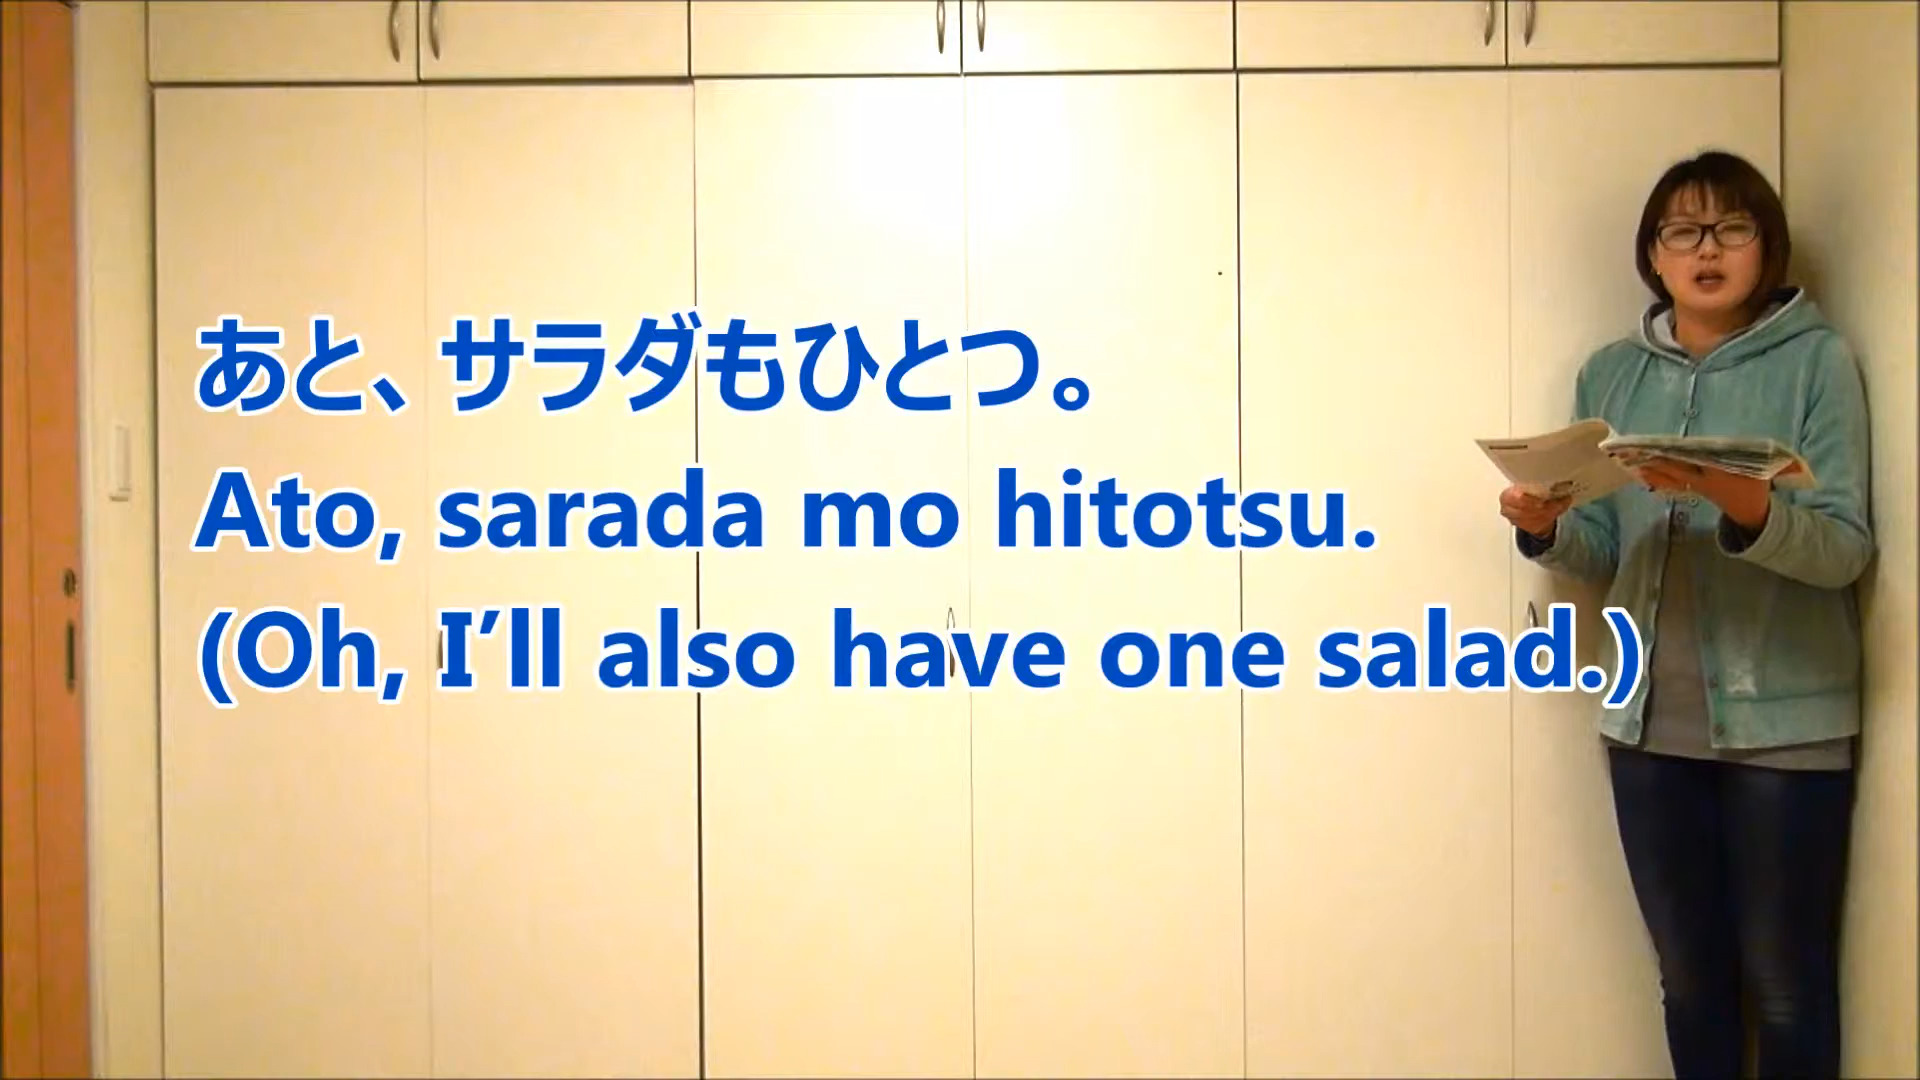 あと、サラダもひとつ。
Ato, sarada mo hitotsu.
(Oh, I’ll also have one salad.)